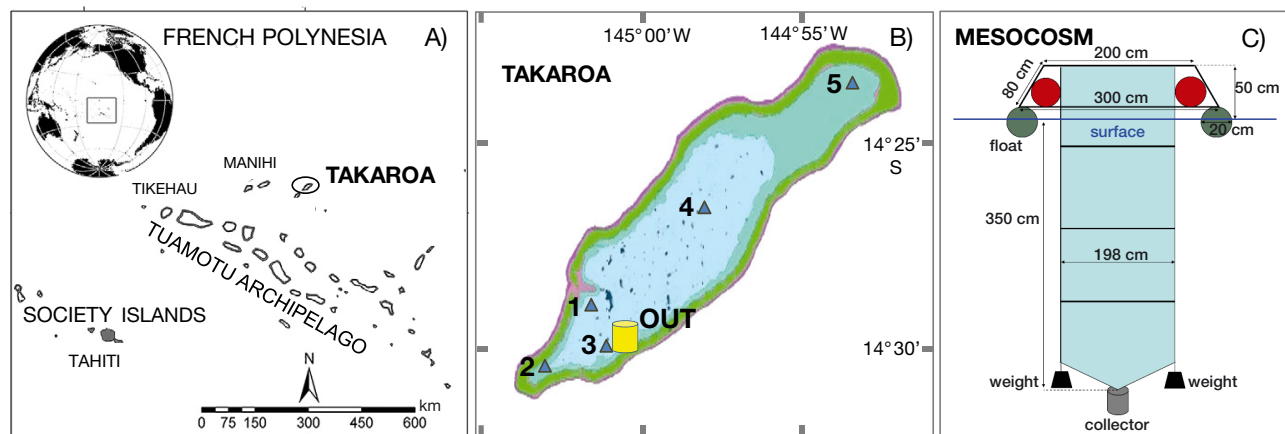 FRENCH POLYNESIA A)
MANIHI
TAKAROA
TIKEHAU
TUAMOTU ARCHIPELAGO
SOCIETY ISLANDS
TAHITI
N
km
0 75 150 300 450 600
145°00'W 144°55'W B)
TAKAROA
5
14°25'
S
4
1
OUT
3
14°30'
2
MESOCOSM C)
200 cm
80 cm
50 cm
300 cm
surface
20 cm
float
350 cm
198 cm
weight weight
collector